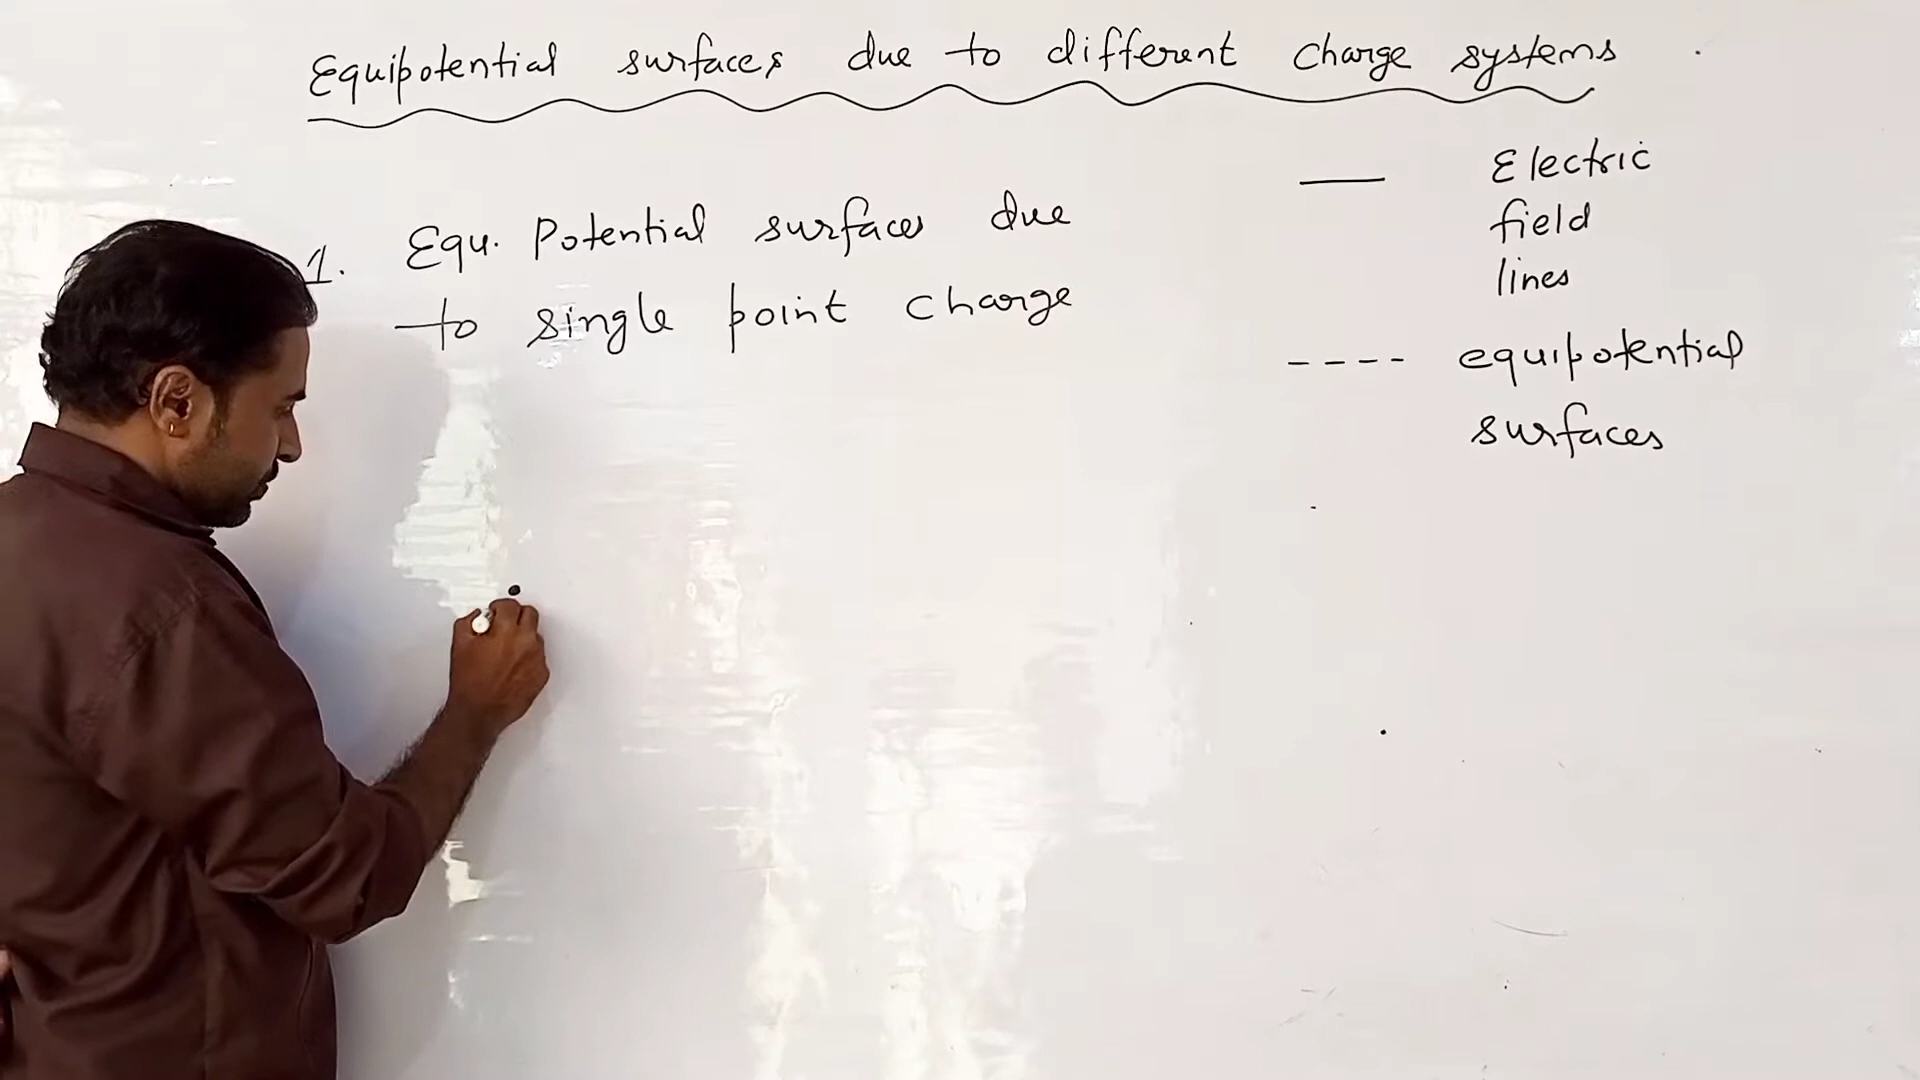 Equipotential surfaces due to different charge systems
1. Equ. Potential surfaces due
to single point charge
Electric
field
lines
equipotential
surfaces